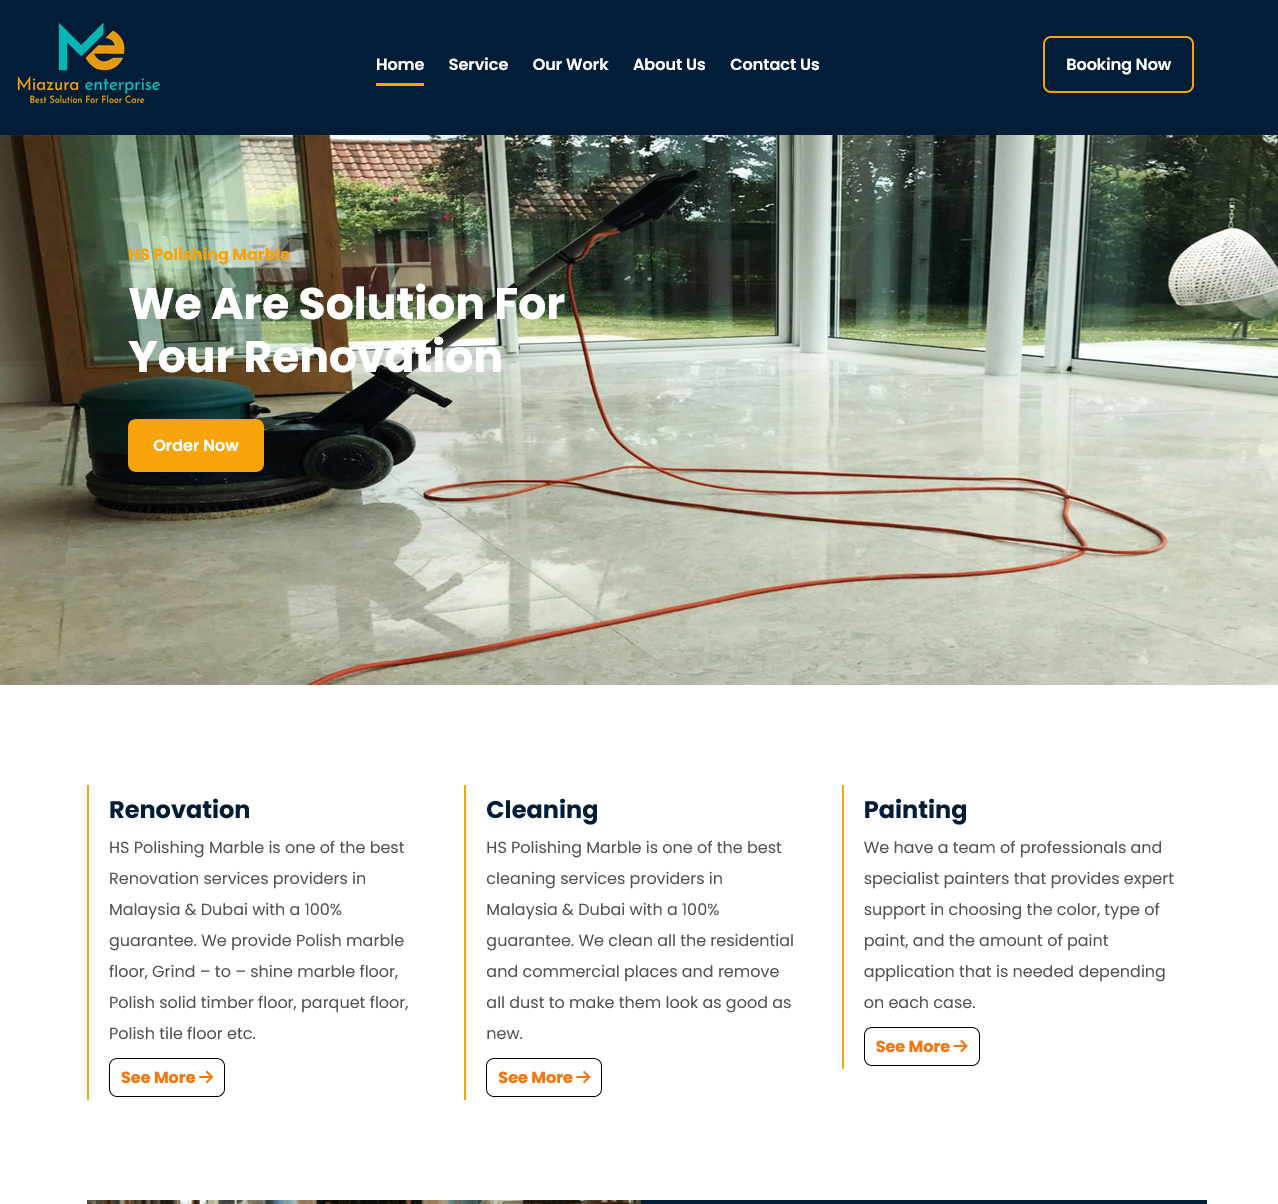 Miazura enterprise
Best Solution For Floor Care
Home
Service
Our Work
About Us
Contact Us
Booking Now
HS Polishing Marble
We Are Solution For
Your Renovation
Order Now
Renovation
HS Polishing Marble is one of the best
Renovation services providers in
Malaysia & Dubai with a 100%
guarantee. We provide Polish marble
floor, Grind – to – shine marble floor,
Polish solid timber floor, parquet floor,
Polish tile floor etc.
See More
Cleaning
HS Polishing Marble is one of the best
cleaning services providers in
Malaysia & Dubai with a 100%
guarantee. We clean all the residential
and commercial places and remove
all dust to make them look as good as
new.
See More
Painting
We have a team of professionals and
specialist painters that provides expert
support in choosing the color, type of
paint, and the amount of paint
application that is needed depending
on each case.
See More